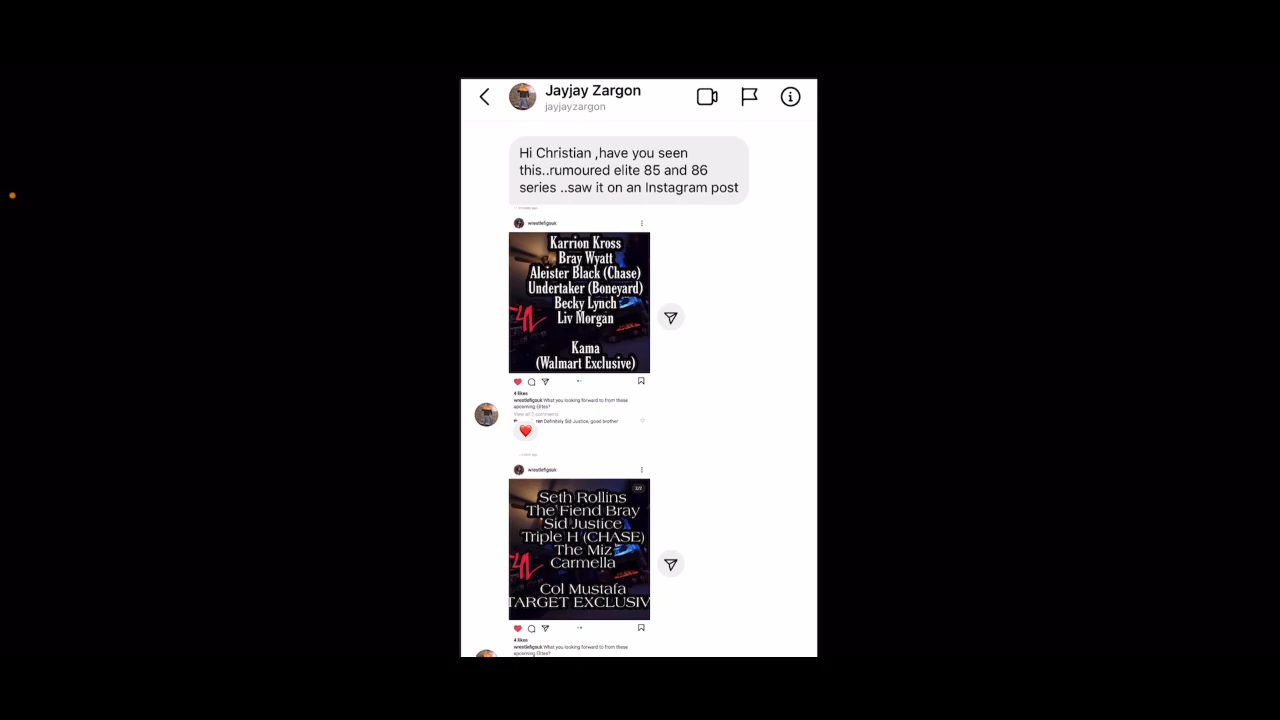 Jayjay Zargon
jayjayzargon
Hi Christian ,have you seen
this..rumoured elite 85 and 86
series ..saw it on an Instagram post
wrestlefigsuk
Karrion Kross
Bray Wyatt
Aleister Black (Chase)
Undertaker (Boneyard)
Becky Lynch
Liv Morgan
Kama
(Walmart Exclusive)
4 likes
wrestlefigsuk What you looking forward to from these
upcoming Elites?
View all 2 comments
Definitely Sid Justice, good brother
wrestlefigsuk
2/2
Seth Rollins
The Fiend Bray
Sid Justice
Triple H (CHASE)
The Miz
Carmella
Col Mustafa
TARGET EXCLUSIV
4 likes
wrestlefigsuk What you looking forward to from these
upcoming Elites?